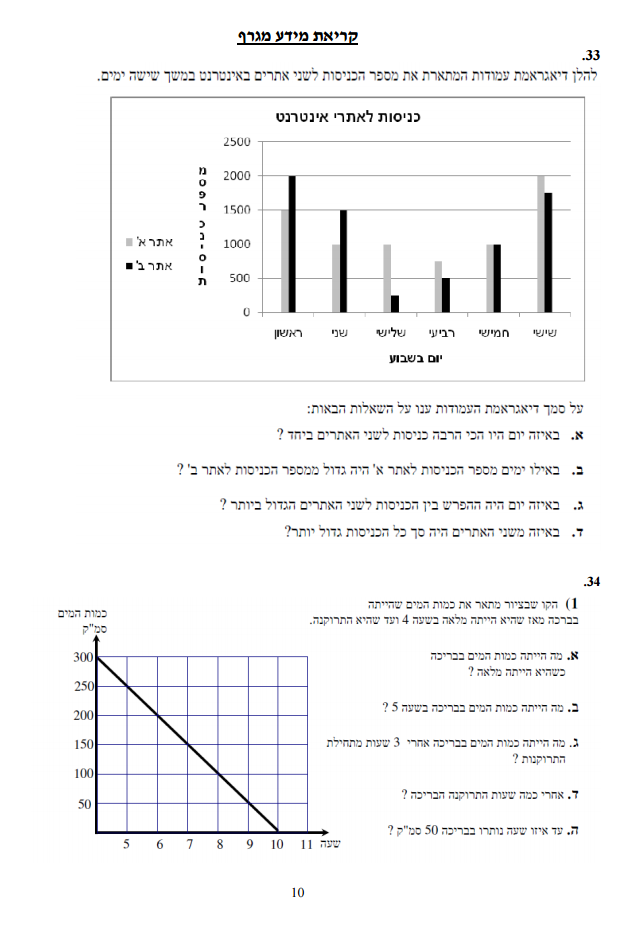 קריאת מידע מגרף
33.
להלן דיאגראמת עמודות המתארת את מספר הכניסות לשני אתרים באינטרנט במשך שישה ימים.
כניסות לאתרי אינטרנט
מספר כניסות
2500
2000
1500
1000
500
0
אתר א'
אתר ב'
ראשון שני שלישי רביעי חמישי שישי
יום בשבוע
על סמך דיאגראמת העמודות ענו על השאלות הבאות:
א. באיזה יום היו הכי הרבה כניסות לשני האתרים ביחד ?
ב. באילו ימים מספר הכניסות לאתר א' היה גדול ממספר הכניסות לאתר ב' ?
ג. באיזה יום היה ההפרש בין הכניסות לשני האתרים הגדול ביותר ?
ד. באיזה משני האתרים היה סך כל הכניסות גדול יותר?
34.
1) הקו שבציור מתאר את כמות המים שהייתה
בברכה מאז שהיא הייתה מלאה בשעה 4 ועד שהיא התרוקנה.
א. מה הייתה כמות המים בבריכה
כשהיא הייתה מלאה ?
ב. מה הייתה כמות המים בבריכה בשעה 5 ?
ג. מה הייתה כמות המים בבריכה אחרי 3 שעות מתחילת
התרוקנות ?
ד. אחרי כמה שעות התרוקנה הבריכה ?
ה. עד איזו שעה נותרו בבריכה 50 סמ"ק ?
כמות המים
סמ"ק
300
250
200
150
100
50
5 6 7 8 9 10 11 שעה
10